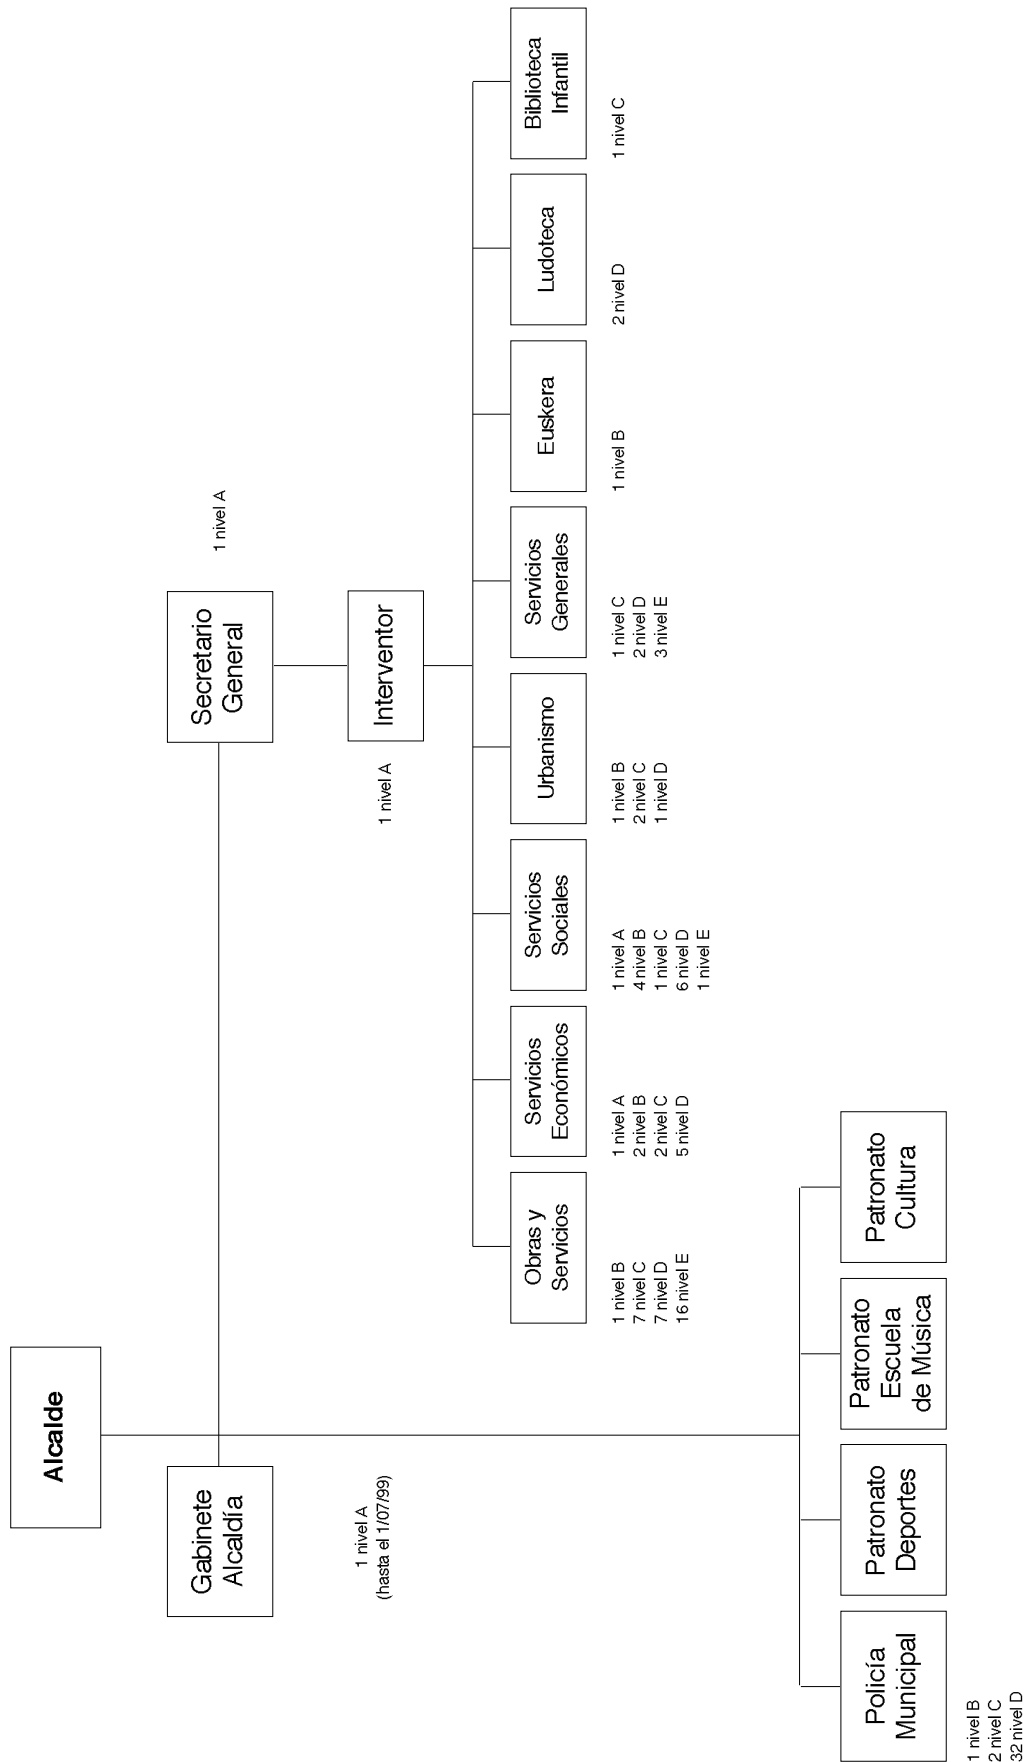 Alcalde
Gabinete
Alcaldía
1 nivel A
(hasta el 1/07/99)
Secretario
General
1 nivel A
Interventor
1 nivel A
Obras y
Servicios
1 nivel B
7 nivel C
7 nivel D
16 nivel E
Servicios
Económicos
1 nivel A
2 nivel B
2 nivel C
5 nivel D
Servicios
Sociales
1 nivel A
4 nivel B
1 nivel C
6 nivel D
1 nivel E
Urbanismo
1 nivel B
2 nivel C
1 nivel D
Servicios
Generales
1 nivel C
2 nivel D
3 nivel E
Euskera
1 nivel B
Ludoteca
2 nivel D
Biblioteca
Infantil
1 nivel C
Policía
Municipal
1 nivel B
2 nivel C
32 nivel D
Patronato
Deportes
Patronato
Escuela
de Música
Patronato
Cultura